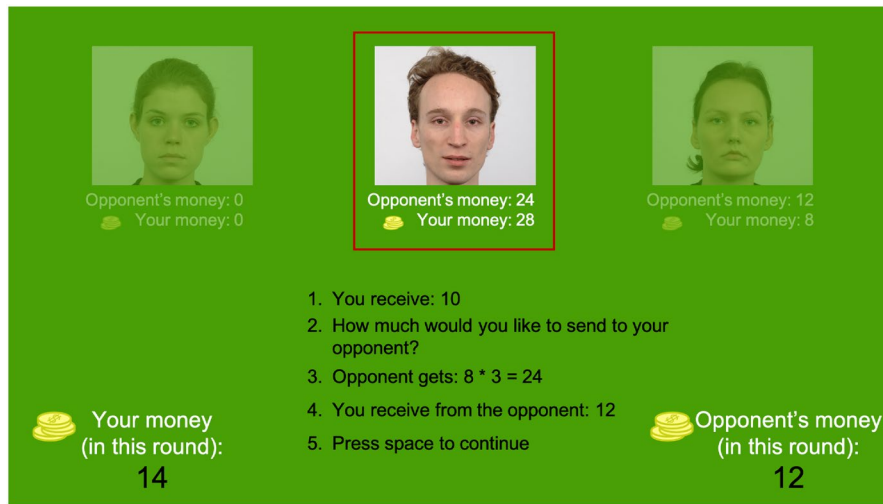 Opponent's money: 0
Your money: 0
Opponent's money: 24
Your money: 28
Opponent's money: 12
Your money: 8
1. You receive: 10
2. How much would you like to send to your
opponent?
3. Opponent gets: 8 * 3 = 24
4. You receive from the opponent: 12
5. Press space to continue
Your money
(in this round):
14
Opponent's money
(in this round):
12